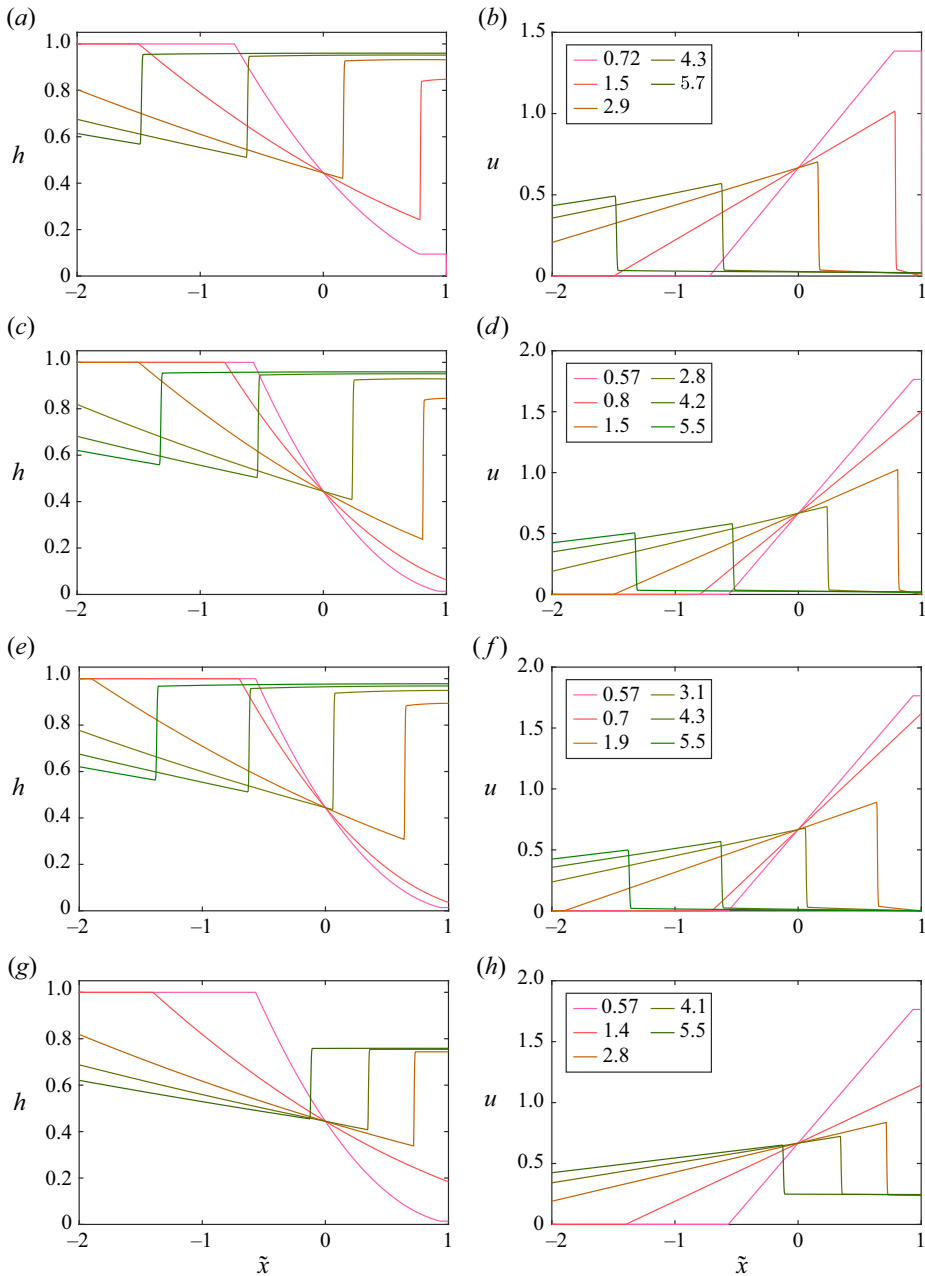 (a) (b)
1.0 1.5
0.8 0.72 4.3
1.5 5.7
h 0.6 1.0 2.9
u
0.4 0.5
0.2
0 0
−2 −1 0 1 −2 −1 0 1
(c) (d)
1.0 2.0
0.8 0.57 2.8
1.5 0.8 4.2
h 0.6 1.5 5.5
u 1.0
0.4
0.5
0.2
0 0
−2 −1 0 1 −2 −1 0 1
(e) (f)
1.0 2.0
0.8 0.57 3.1
1.5 0.7 4.3
h 0.6 1.9 5.5
u 1.0
0.4
0.5
0.2
0 0
−2 −1 0 1 −2 −1 0 1
(g) (h)
1.0 2.0
0.8 0.57 4.1
1.5 1.4 5.5
h 0.6 2.8
u 1.0
0.4
0.5
0.2
0 0
−2 −1 0 1 −2 −1 0 1
x̃ x̃